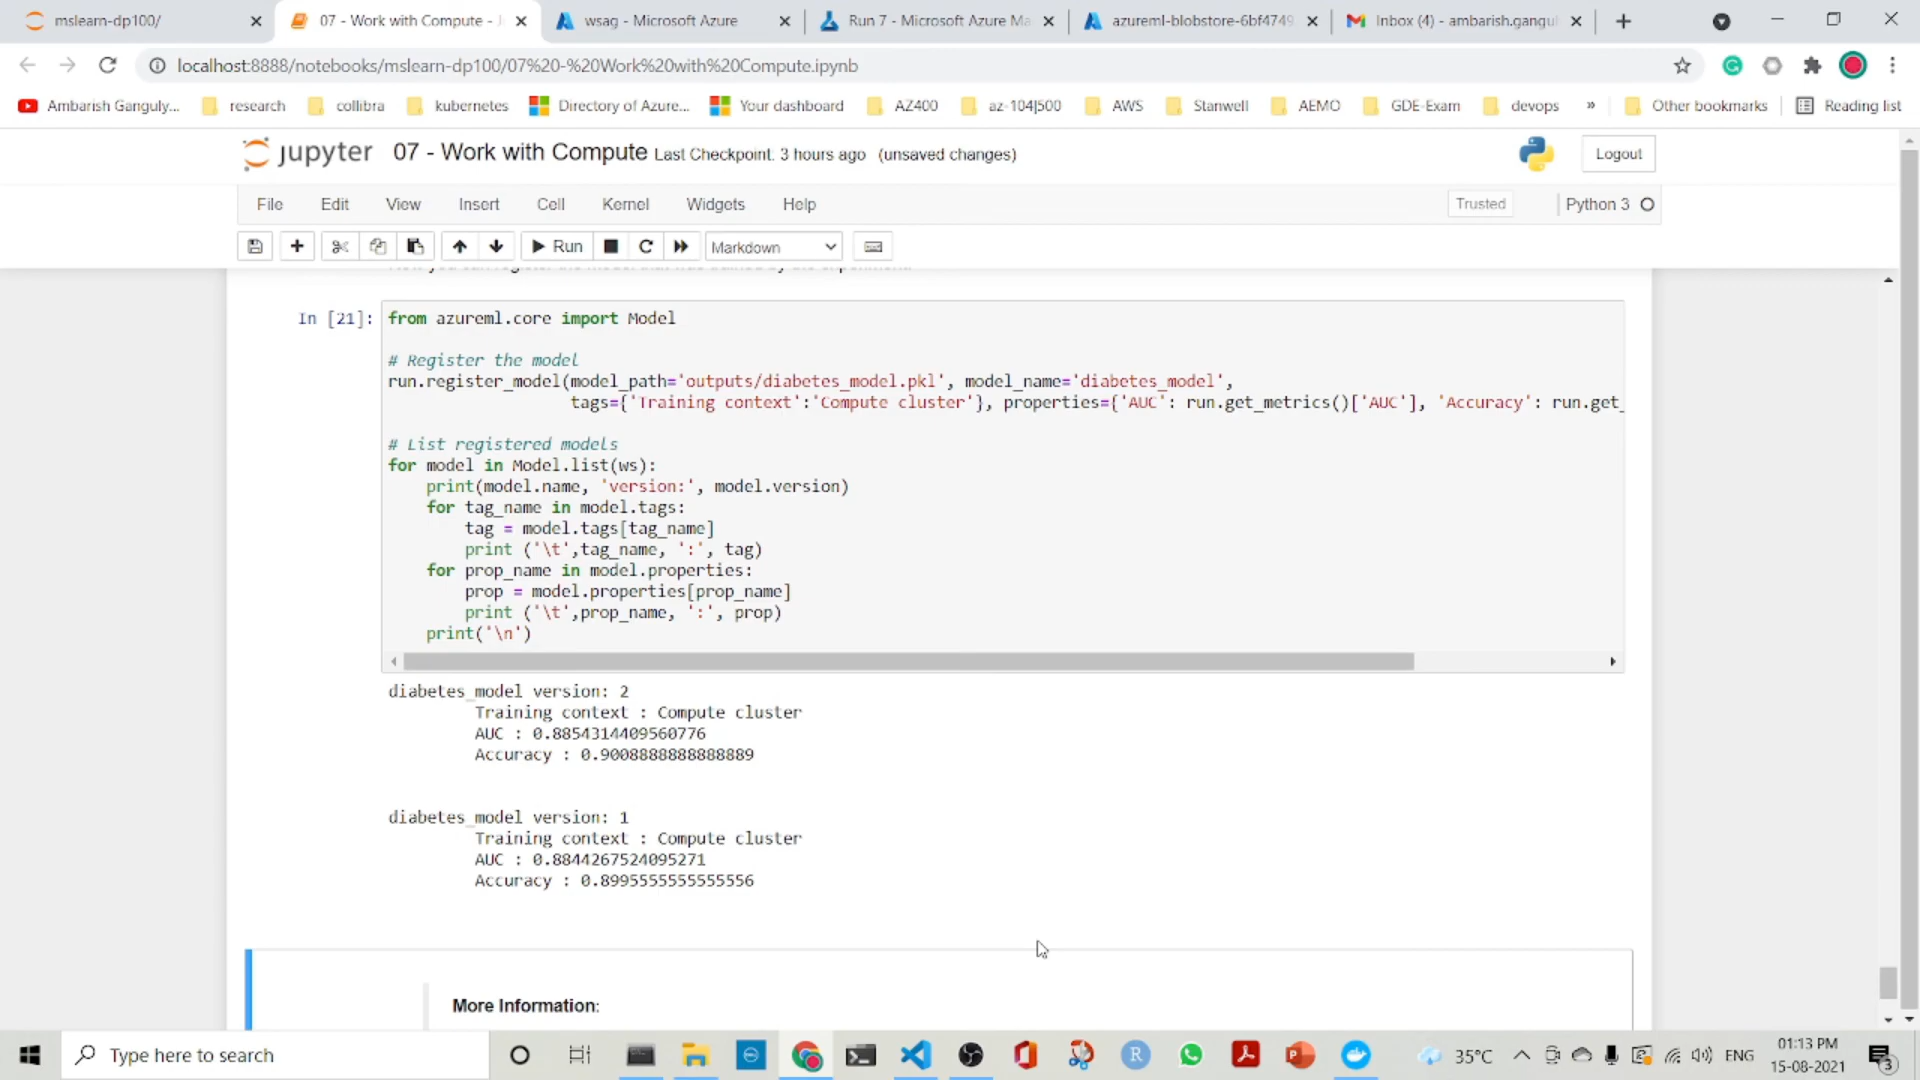 mslearn-dp100/
07 - Work with Compute - J
wsag - Microsoft Azure
Run 7 - Microsoft Azure Ma
azureml-blobstore-6bf4749
Inbox (4) - ambarish.gangul
localhost:8888/notebooks/mslearn-dp100/07%20-%20Work%20with%20Compute.ipynb
Ambarish Ganguly...
research
collibra
kubernetes
Directory of Azure...
Your dashboard
AZ400
az-104|500
AWS
Stanwell
AEMO
GDE-Exam
devops
»
Other bookmarks
Reading list
jupyter 07 - Work with Compute Last Checkpoint: 3 hours ago (unsaved changes)
Logout
File Edit View Insert Cell Kernel Widgets Help
Trusted
Python 3
Run
Markdown
In [21]:
from azureml.core import Model
# Register the model
run.register_model(model_path='outputs/diabetes_model.pkl', model_name='diabetes_model',
tags={'Training context':'Compute cluster'}, properties={'AUC': run.get_metrics()['AUC'], 'Accuracy': run.get_
# List registered models
for model in Model.list(ws):
print(model.name, 'version:', model.version)
for tag_name in model.tags:
tag = model.tags[tag_name]
print ('\t',tag_name, ':', tag)
for prop_name in model.properties:
prop = model.properties[prop_name]
print ('\t',prop_name, ':', prop)
print('\n')
diabetes_model version: 2
Training context : Compute cluster
AUC : 0.8854314409560776
Accuracy : 0.9008888888888889
diabetes_model version: 1
Training context : Compute cluster
AUC : 0.8844267524095271
Accuracy : 0.8995555555555556
More Information:
Type here to search
35°C
ENG
01:13 PM
15-08-2021
3